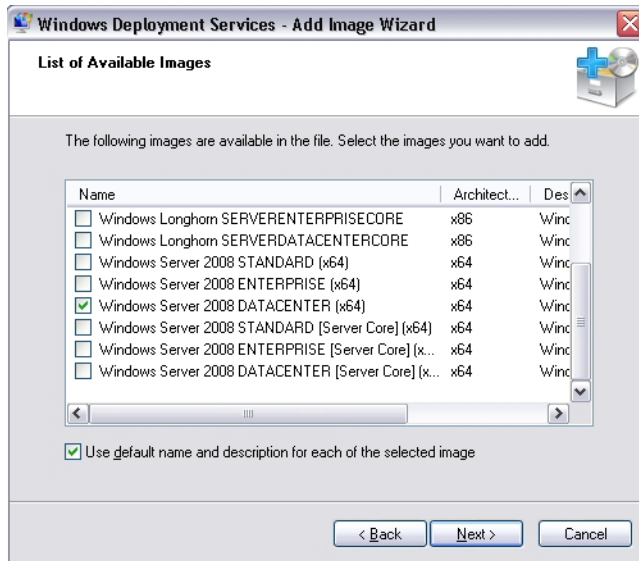 Windows Deployment Services - Add Image Wizard
List of Available Images
The following images are available in the file. Select the images you want to add.
Name Architect... Des
Windows Longhorn SERVERENTERPRISECORE x86 Winc
Windows Longhorn SERVERDATACENTERCORE x86 Winc
Windows Server 2008 STANDARD (x64) x64 Winc
Windows Server 2008 ENTERPRISE (x64) x64 Winc
Windows Server 2008 DATACENTER (x64) x64 Winc
Windows Server 2008 STANDARD [Server Core] (x64) x64 Winc
Windows Server 2008 ENTERPRISE [Server Core] (x... x64 Winc
Windows Server 2008 DATACENTER [Server Core] (x... x64 Winc
Use default name and description for each of the selected image
< Back Next > Cancel